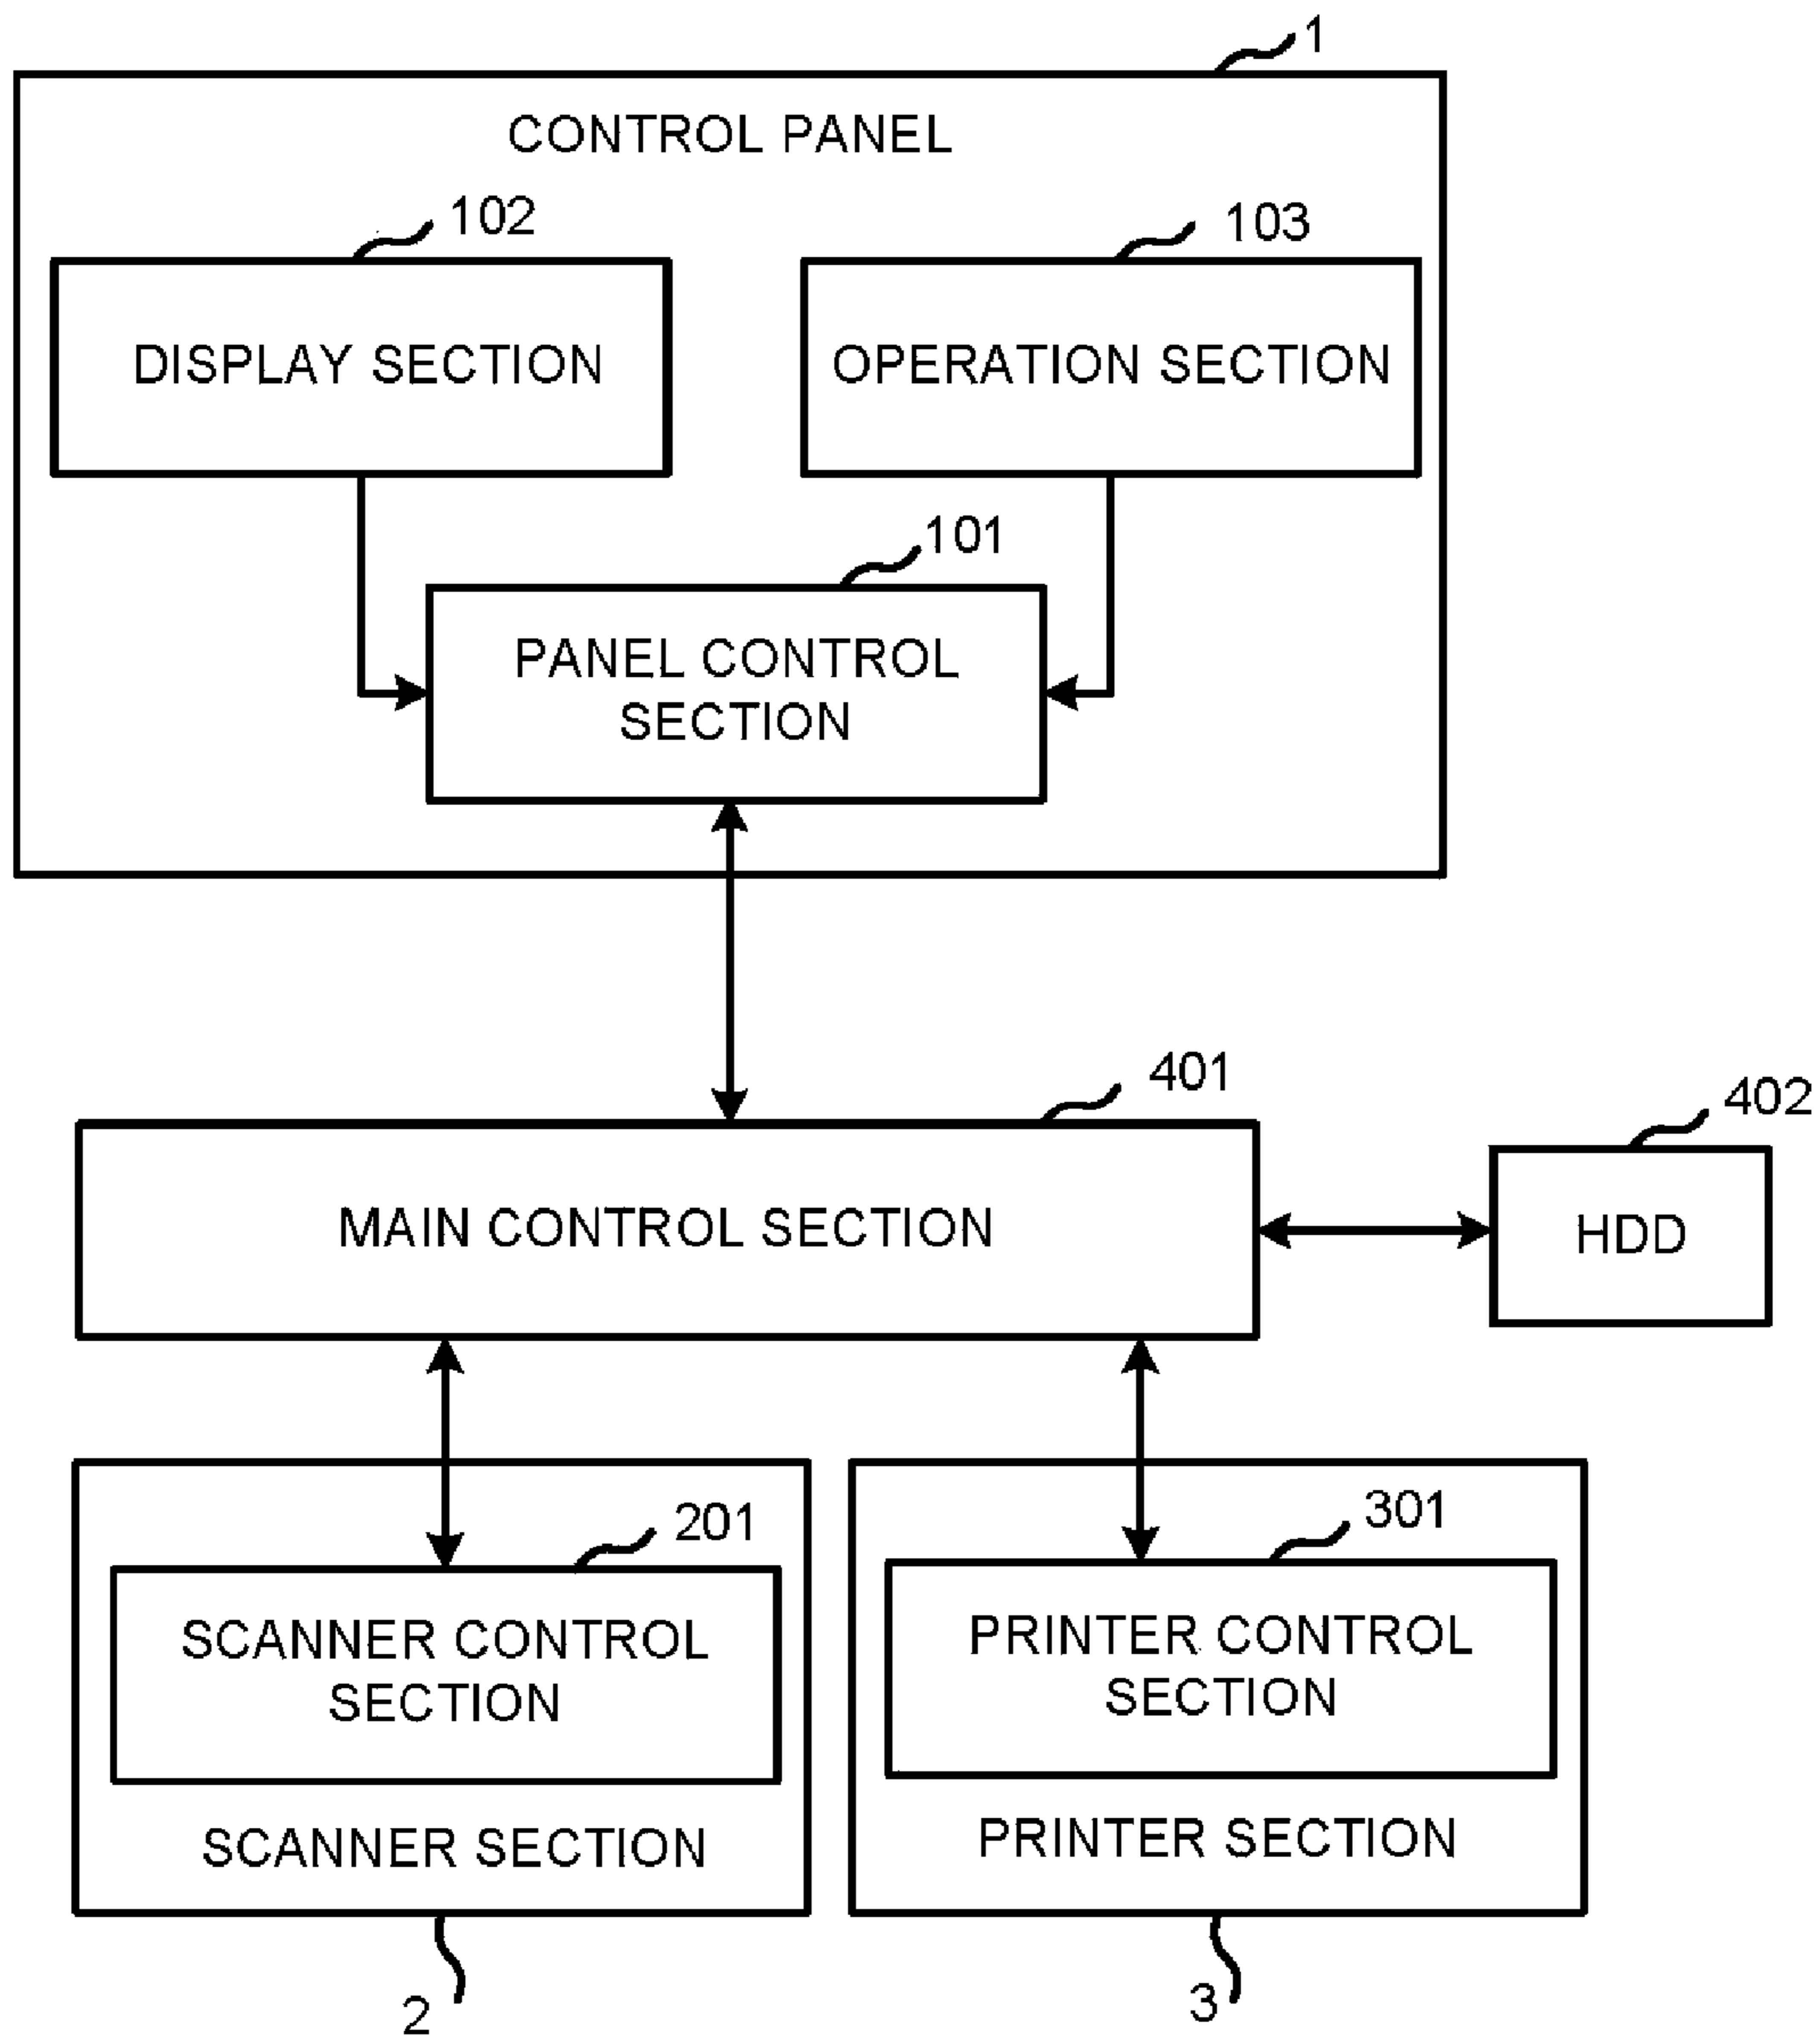 1
CONTROL PANEL
102
103
DISPLAY SECTION
OPERATION SECTION
101
PANEL CONTROL
SECTION
401
402
MAIN CONTROL SECTION
HDD
201
301
SCANNER CONTROL
SECTION
PRINTER CONTROL
SECTION
SCANNER SECTION
PRINTER SECTION
2
3